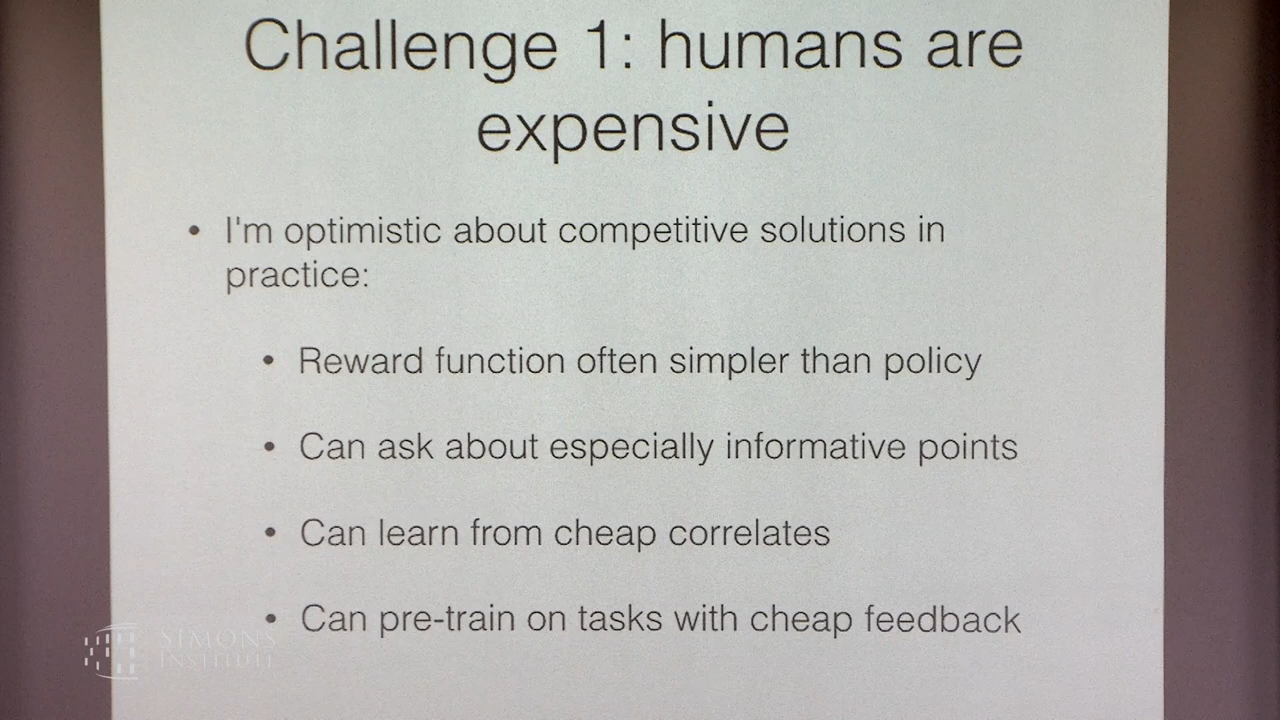 Challenge 1: humans are
expensive
• I'm optimistic about competitive solutions in
practice:
• Reward function often simpler than policy
• Can ask about especially informative points
• Can learn from cheap correlates
• Can pre-train on tasks with cheap feedback
SIMONS
INSTITUTE